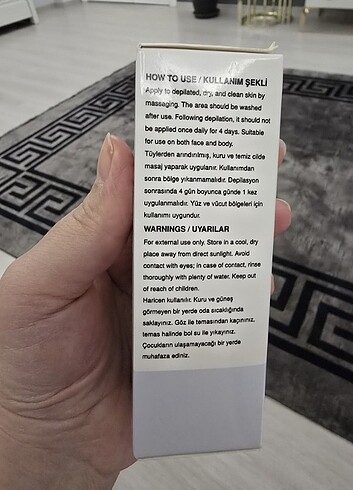 HOW TO USE / KULLANIM ŞEKLİ
Apply to depilated, dry, and clean skin by
massaging. The area should be washed
after use. Following depilation, it should not
be applied once daily for 4 days. Suitable
for use on both face and body.
Tüylerden arındırılmış, kuru ve temiz cilde
masaj yaparak uygulanır. Kullanımdan
sonra bölge yıkanmamalıdır. Depilasyon
sonrasında 4 gün boyunca günde 1 kez
uygulanmalıdır. Yüz ve vücut bölgeleri için
kullanımı uygundur.
WARNINGS / UYARILAR
For external use only. Store in a cool, dry
place away from direct sunlight. Avoid
contact with eyes; in case of contact, rinse
thoroughly with plenty of water. Keep out
of reach of children.
Haricen kullanılır. Kuru ve güneş
görmeyen bir yerde oda sıcaklığında
saklayınız. Göz ile temasından kaçınınız,
temas halinde bol su ile yıkayınız.
Çocukların ulaşamayacağı bir yerde
muhafaza ediniz.